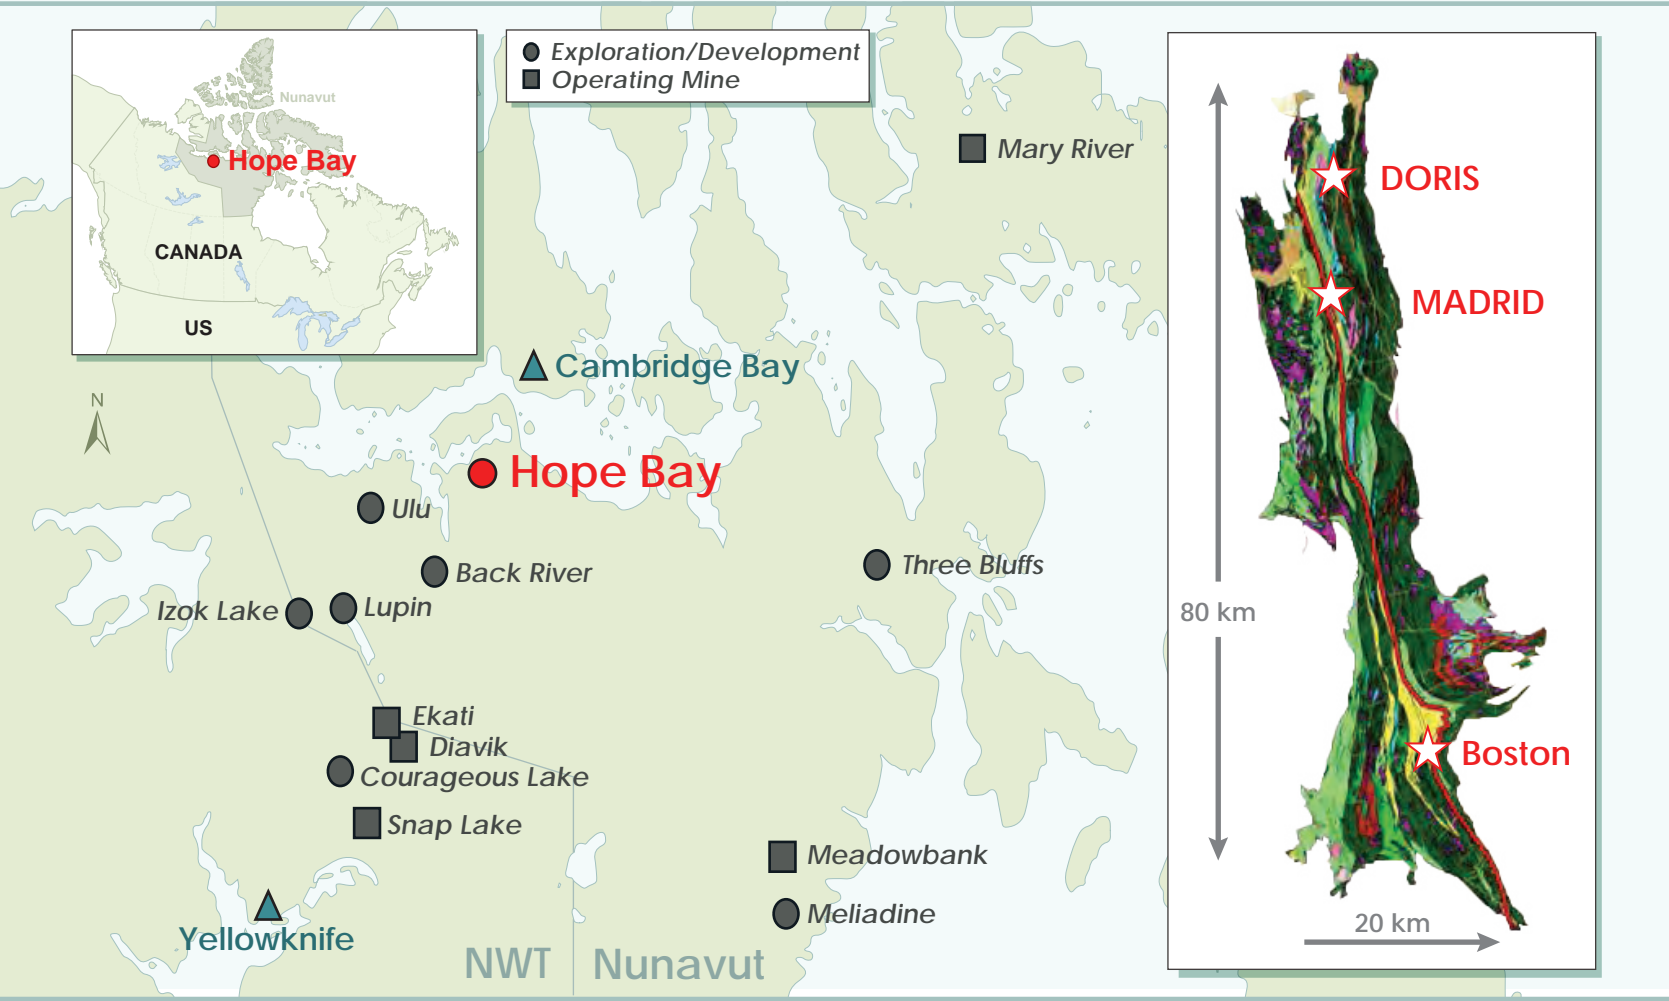 Exploration/Development
Operating Mine
Nunavut
Hope Bay
CANADA
US
Mary River
DORIS
MADRID
N
Cambridge Bay
Hope Bay
Ulu
Back River
Three Bluffs
Izok Lake
Lupin
80 km
Ekati
Diavik
Courageous Lake
Boston
Snap Lake
Meadowbank
Meliadine
20 km
Yellowknife
NWT
Nunavut